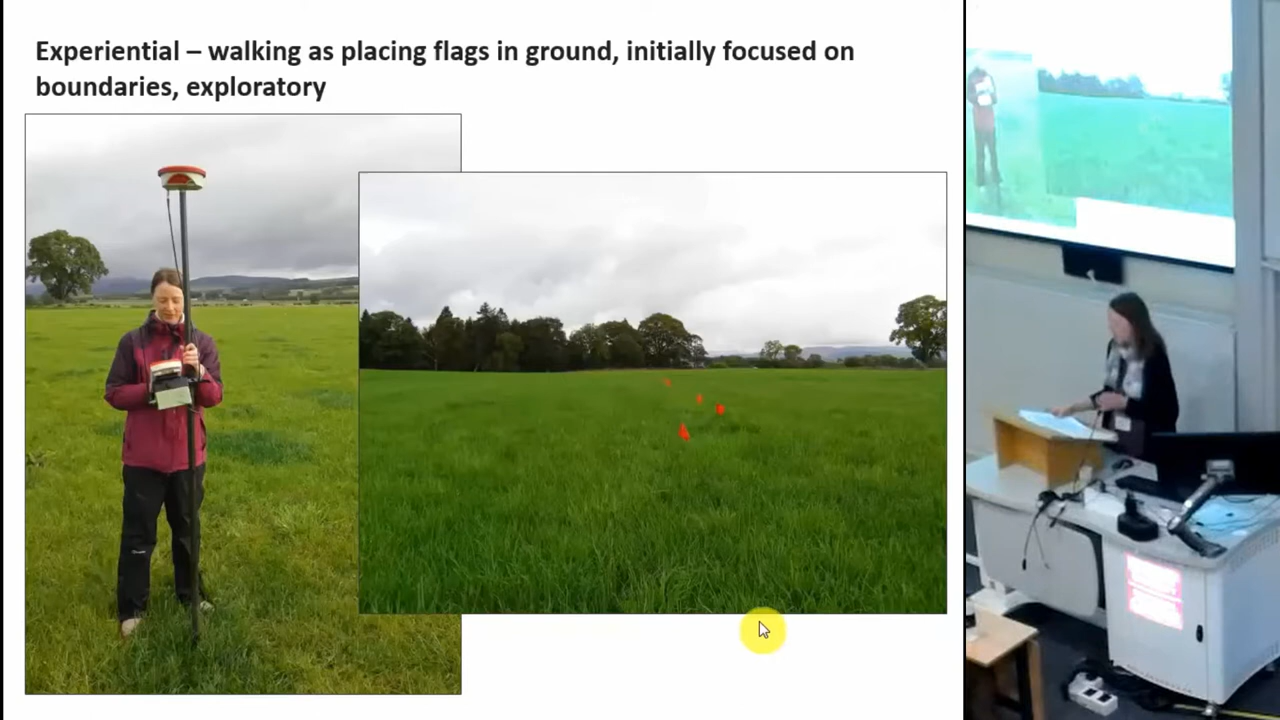 Experiential – walking as placing flags in ground, initially focused on
boundaries, exploratory